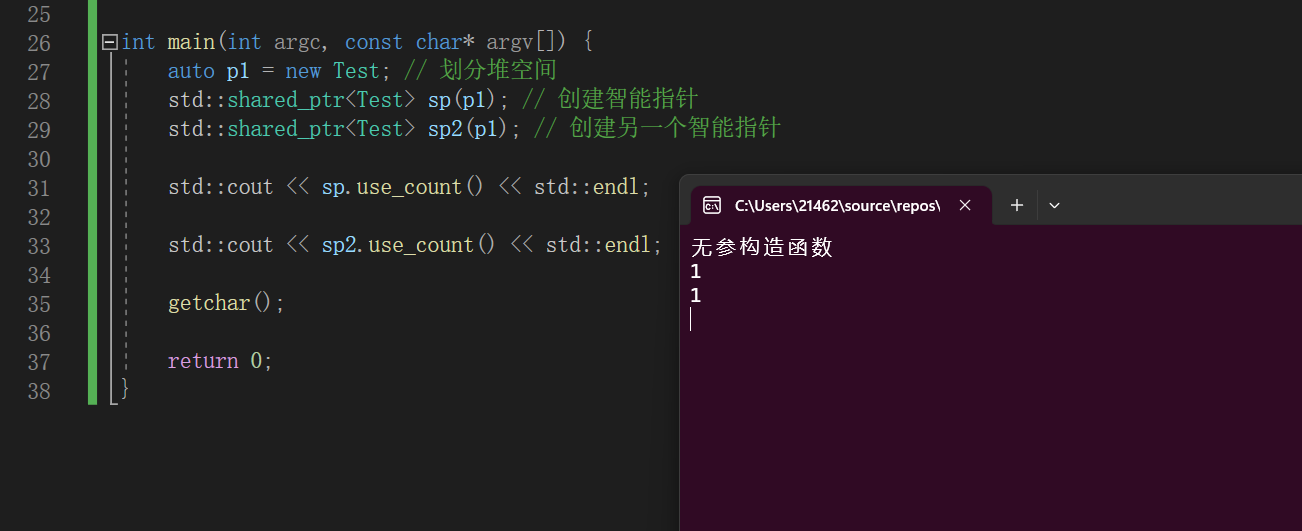 25
26 int main(int argc, const char* argv[]) {
27 auto p1 = new Test; // 划分堆空间
28 std::shared_ptr<Test> sp(p1); // 创建智能指针
29 std::shared_ptr<Test> sp2(p1); // 创建另一个智能指针
30
31 std::cout << sp.use_count() << std::endl;
32
33 std::cout << sp2.use_count() << std::endl;
34
35 getchar();
36
37 return 0;
38 }
C:\Users\21462\source\repos\
无参构造函数
1
1